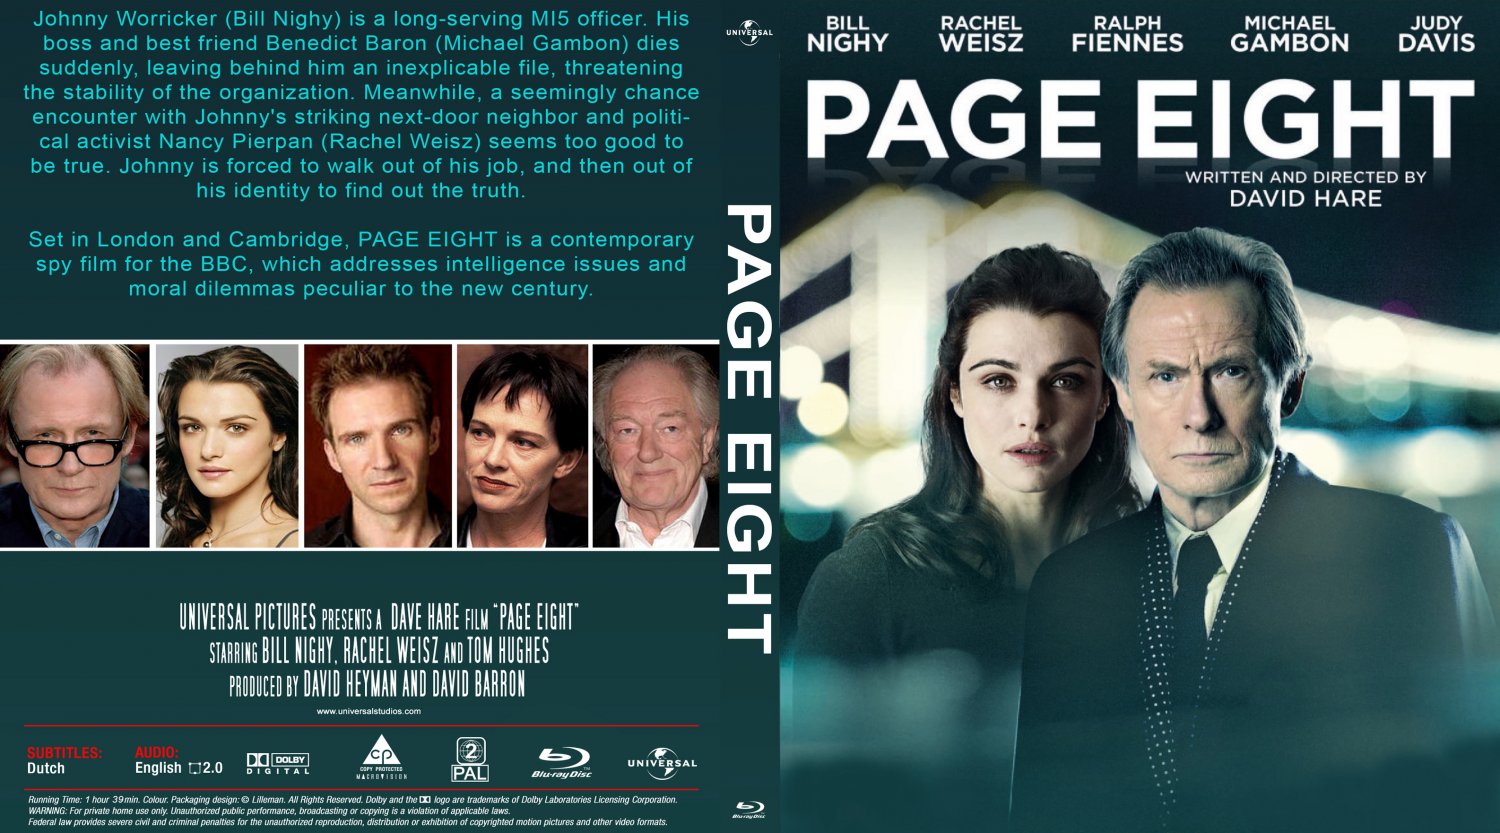 Johnny Worricker (Bill Nighy) is a long-serving MI5 officer. His
boss and best friend Benedict Baron (Michael Gambon) dies
suddenly, leaving behind him an inexplicable file, threatening
the stability of the organization. Meanwhile, a seemingly chance
encounter with Johnny's striking next-door neighbor and politi-
cal activist Nancy Pierpan (Rachel Weisz) seems too good to
be true. Johnny is forced to walk out of his job, and then out of
his identity to find out the truth.
Set in London and Cambridge, PAGE EIGHT is a contemporary
spy film for the BBC, which addresses intelligence issues and
moral dilemmas peculiar to the new century.
UNIVERSAL PICTURES PRESENTS A DAVE HARE FILM "PAGE EIGHT"
STARRING BILL NIGHY, RACHEL WEISZ AND TOM HUGHES
PRODUCED BY DAVID HEYMAN AND DAVID BARRON
www.universalstudios.com
SUBTITLES:
Dutch
AUDIO:
English 2.0
DOLBY
DIGITAL
cp
COPY PROTECTED
MACROVISION
2
PAL
Blu-ray Disc
UNIVERSAL
Running Time: 1 hour 39min. Colour. Packaging design: © Lilleman. All Rights Reserved. Dolby and the logo are trademarks of Dolby Laboratories Licensing Corporation.
WARNING: For private home use only. Unauthorized public performance, broadcasting or copying is a violation of applicable laws.
Federal law provides severe civil and criminal penalties for the unauthorized reproduction, distribution or exhibition of copyrighted motion pictures and other video formats.
UNIVERSAL
PAGE EIGHT
Blu-ray Disc
BILL NIGHY
RACHEL WEISZ
RALPH FIENNES
MICHAEL GAMBON
JUDY DAVIS
PAGE EIGHT
WRITTEN AND DIRECTED BY
DAVID HARE